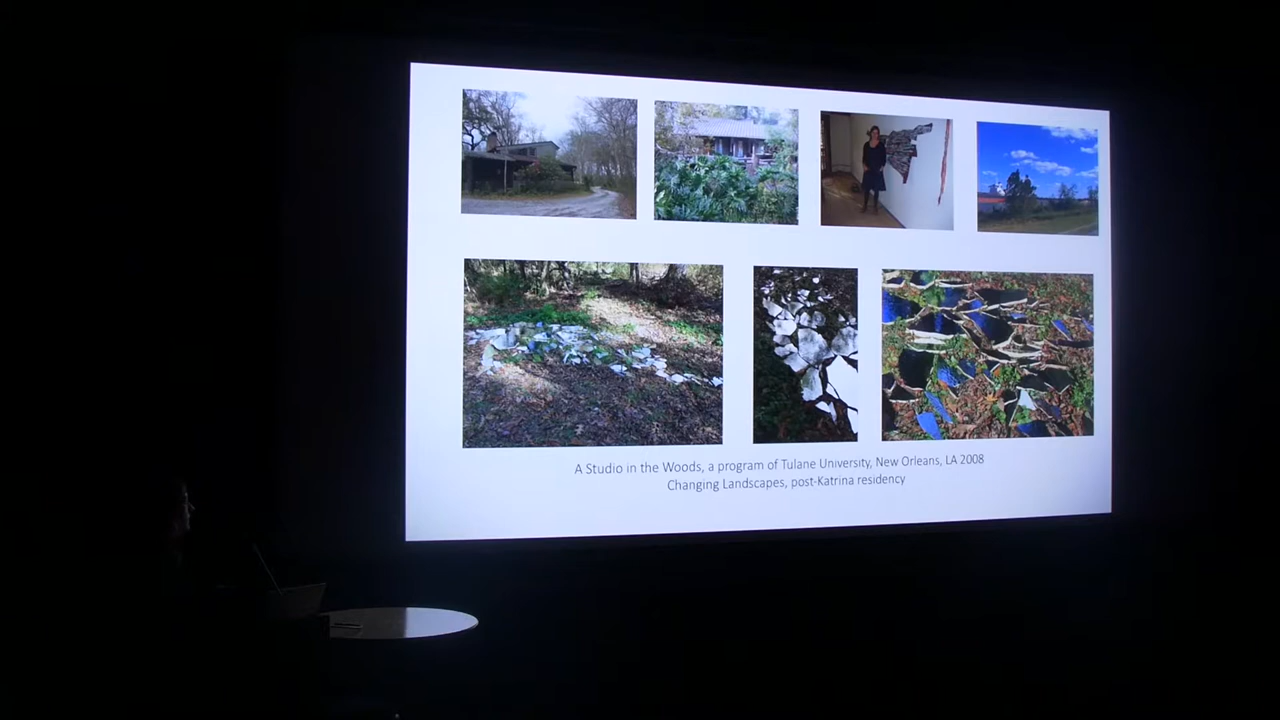 A Studio in the Woods, a program of Tulane University, New Orleans, LA 2008
Changing Landscapes, post-Katrina residency